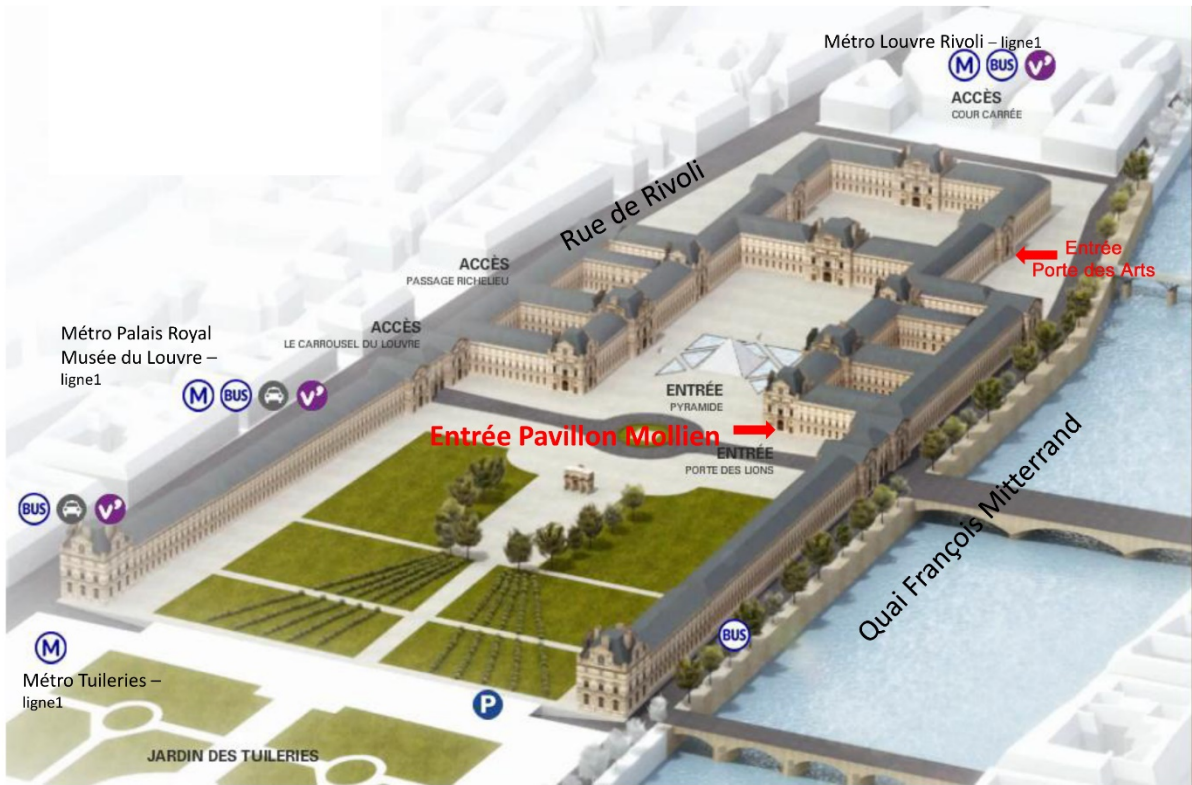 Métro Louvre Rivoli – ligne1
M BUS V'
ACCÈS
COUR CARRÉE
Rue de Rivoli
Entrée
Porte des Arts
ACCÈS
PASSAGE RICHELIEU
ACCÈS
LE CARROUSEL DU LOUVRE
Métro Palais Royal
Musée du Louvre –
ligne1
M BUS V'
ENTRÉE
PYRAMIDE
Entrée Pavillon Mollien
ENTRÉE
PORTE DES LIONS
Quai François Mitterrand
BUS V'
BUS
M
Métro Tuileries –
ligne1
P
JARDIN DES TUILERIES